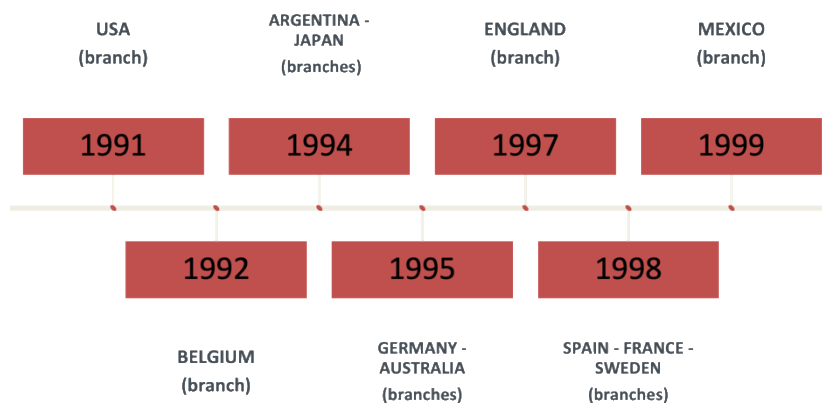 USA
(branch)
ARGENTINA -
JAPAN
(branches)
ENGLAND
(branch)
MEXICO
(branch)
1991
1994
1997
1999
1992
1995
1998
BELGIUM
(branch)
GERMANY -
AUSTRALIA
(branches)
SPAIN - FRANCE -
SWEDEN
(branches)